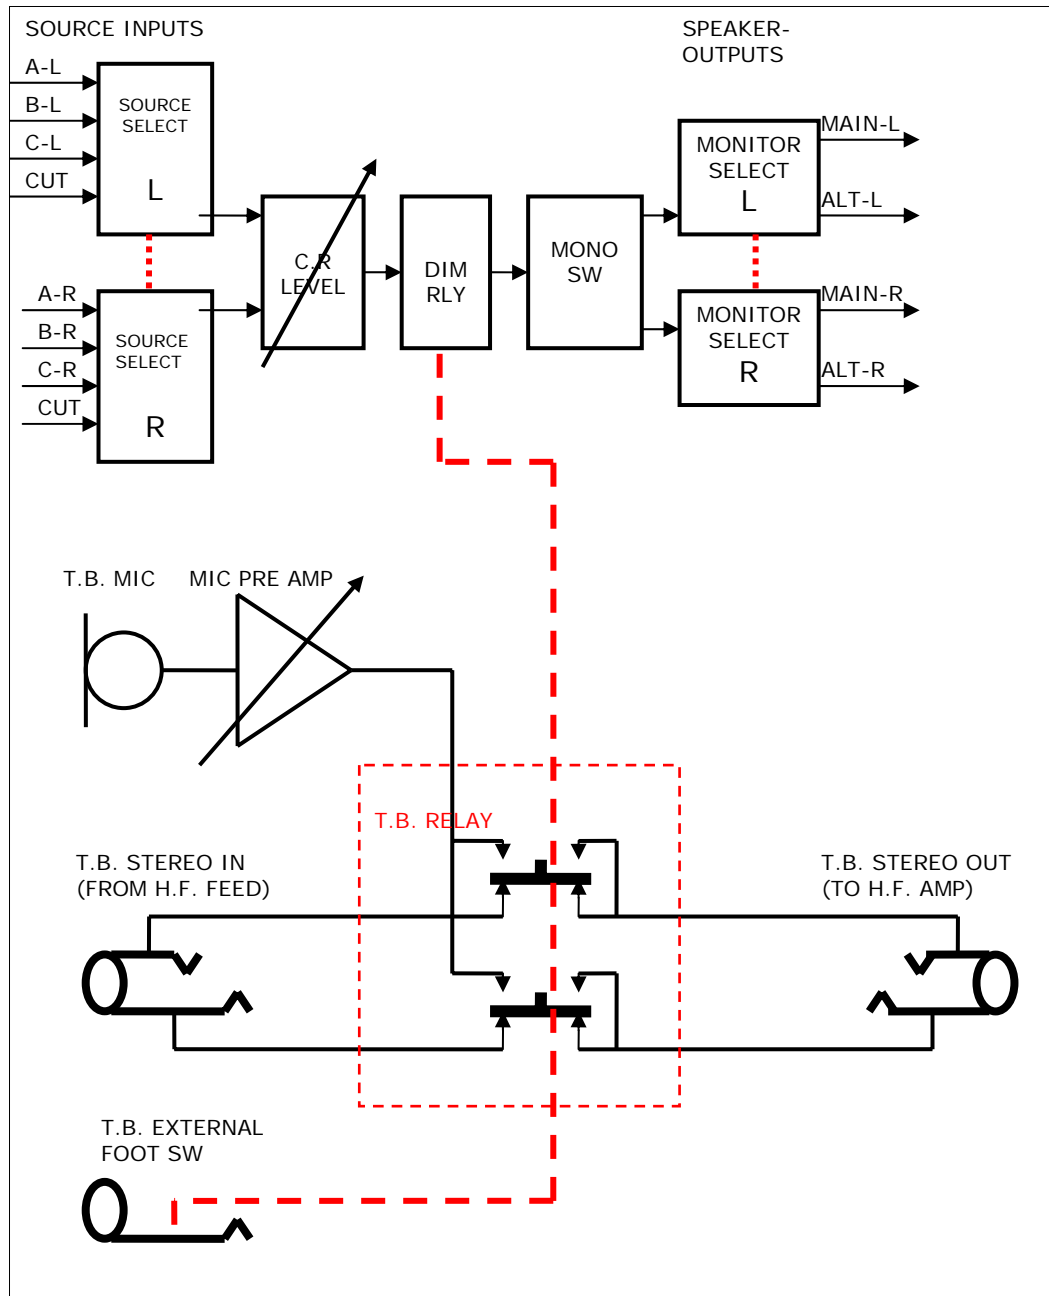 SOURCE INPUTS
SPEAKER-
OUTPUTS
A-L
B-L
C-L
CUT
SOURCE
SELECT
L
A-R
B-R
C-R
CUT
SOURCE
SELECT
R
C.R
LEVEL
DIM
RLY
MONO
SW
MONITOR
SELECT
L
MAIN-L
ALT-L
MONITOR
SELECT
R
MAIN-R
ALT-R
T.B. MIC
MIC PRE AMP
T.B. RELAY
T.B. STEREO IN
(FROM H.F. FEED)
T.B. STEREO OUT
(TO H.F. AMP)
T.B. EXTERNAL
FOOT SW